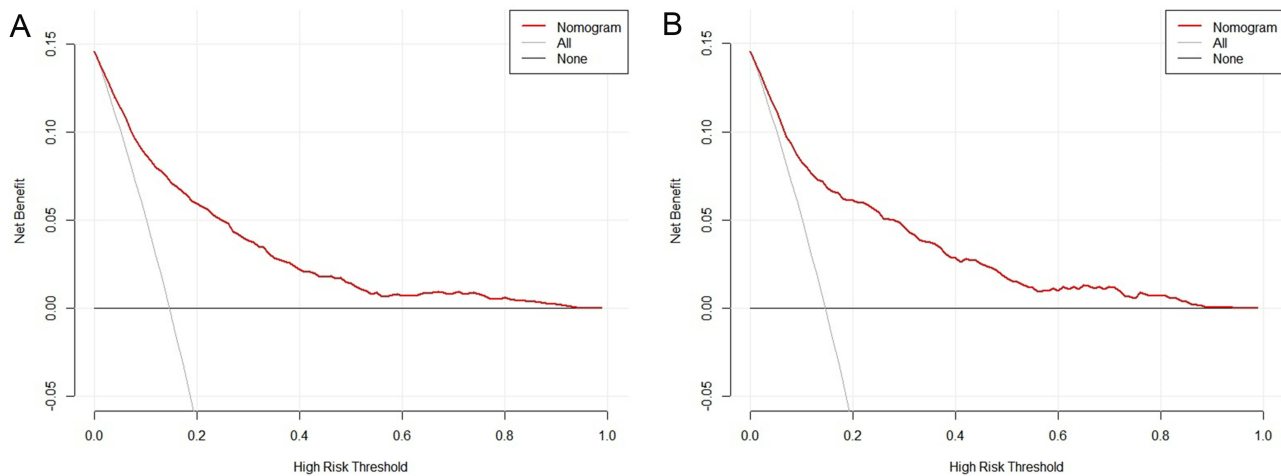 A
Nomogram
All
None
0.15
0.10
0.05
0.00
-0.05
Net Benefit
0.0 0.2 0.4 0.6 0.8 1.0
High Risk Threshold
B
Nomogram
All
None
0.15
0.10
0.05
0.00
-0.05
Net Benefit
0.0 0.2 0.4 0.6 0.8 1.0
High Risk Threshold